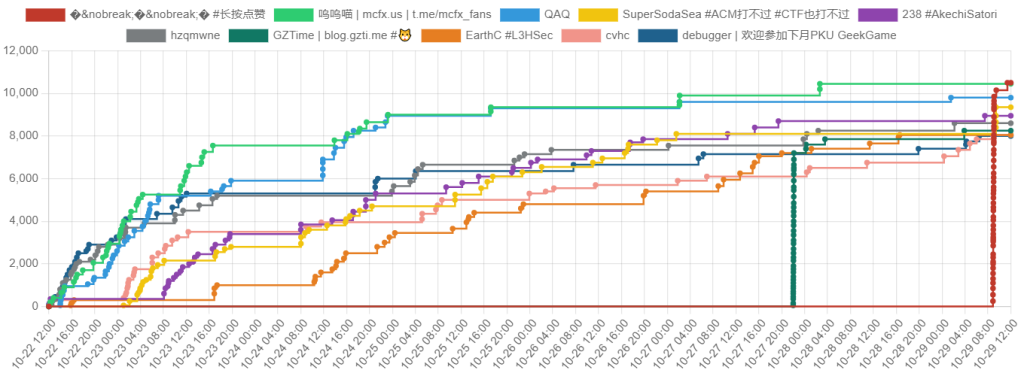 �&nobreak;�&nobreak; #长按点赞 呜呜喵 | mcfx.us | t.me/mcfx_fans QAQ SuperSodaSea #ACM打不过 #CTF也打不过 238 #AkechiSatori
hzqmwne GZTime | blog.gzti.me #🐱 EarthC #L3HSec cvhc debugger | 欢迎参加下月PKU GeekGame
12,000
10,000
8,000
6,000
4,000
2,000
0
10-22 12:00 10-22 16:00 10-22 20:00 10-23 00:00 10-23 04:00 10-23 08:00 10-23 12:00 10-23 16:00 10-23 20:00 10-24 00:00 10-24 04:00 10-24 08:00 10-24 12:00 10-24 16:00 10-24 20:00 10-25 00:00 10-25 04:00 10-25 08:00 10-25 12:00 10-25 16:00 10-25 20:00 10-26 00:00 10-26 04:00 10-26 08:00 10-26 12:00 10-26 16:00 10-26 20:00 10-27 00:00 10-27 04:00 10-27 08:00 10-27 12:00 10-27 16:00 10-27 20:00 10-28 00:00 10-28 04:00 10-28 08:00 10-28 12:00 10-28 16:00 10-28 20:00 10-29 00:00 10-29 04:00 10-29 08:00 10-29 12:00